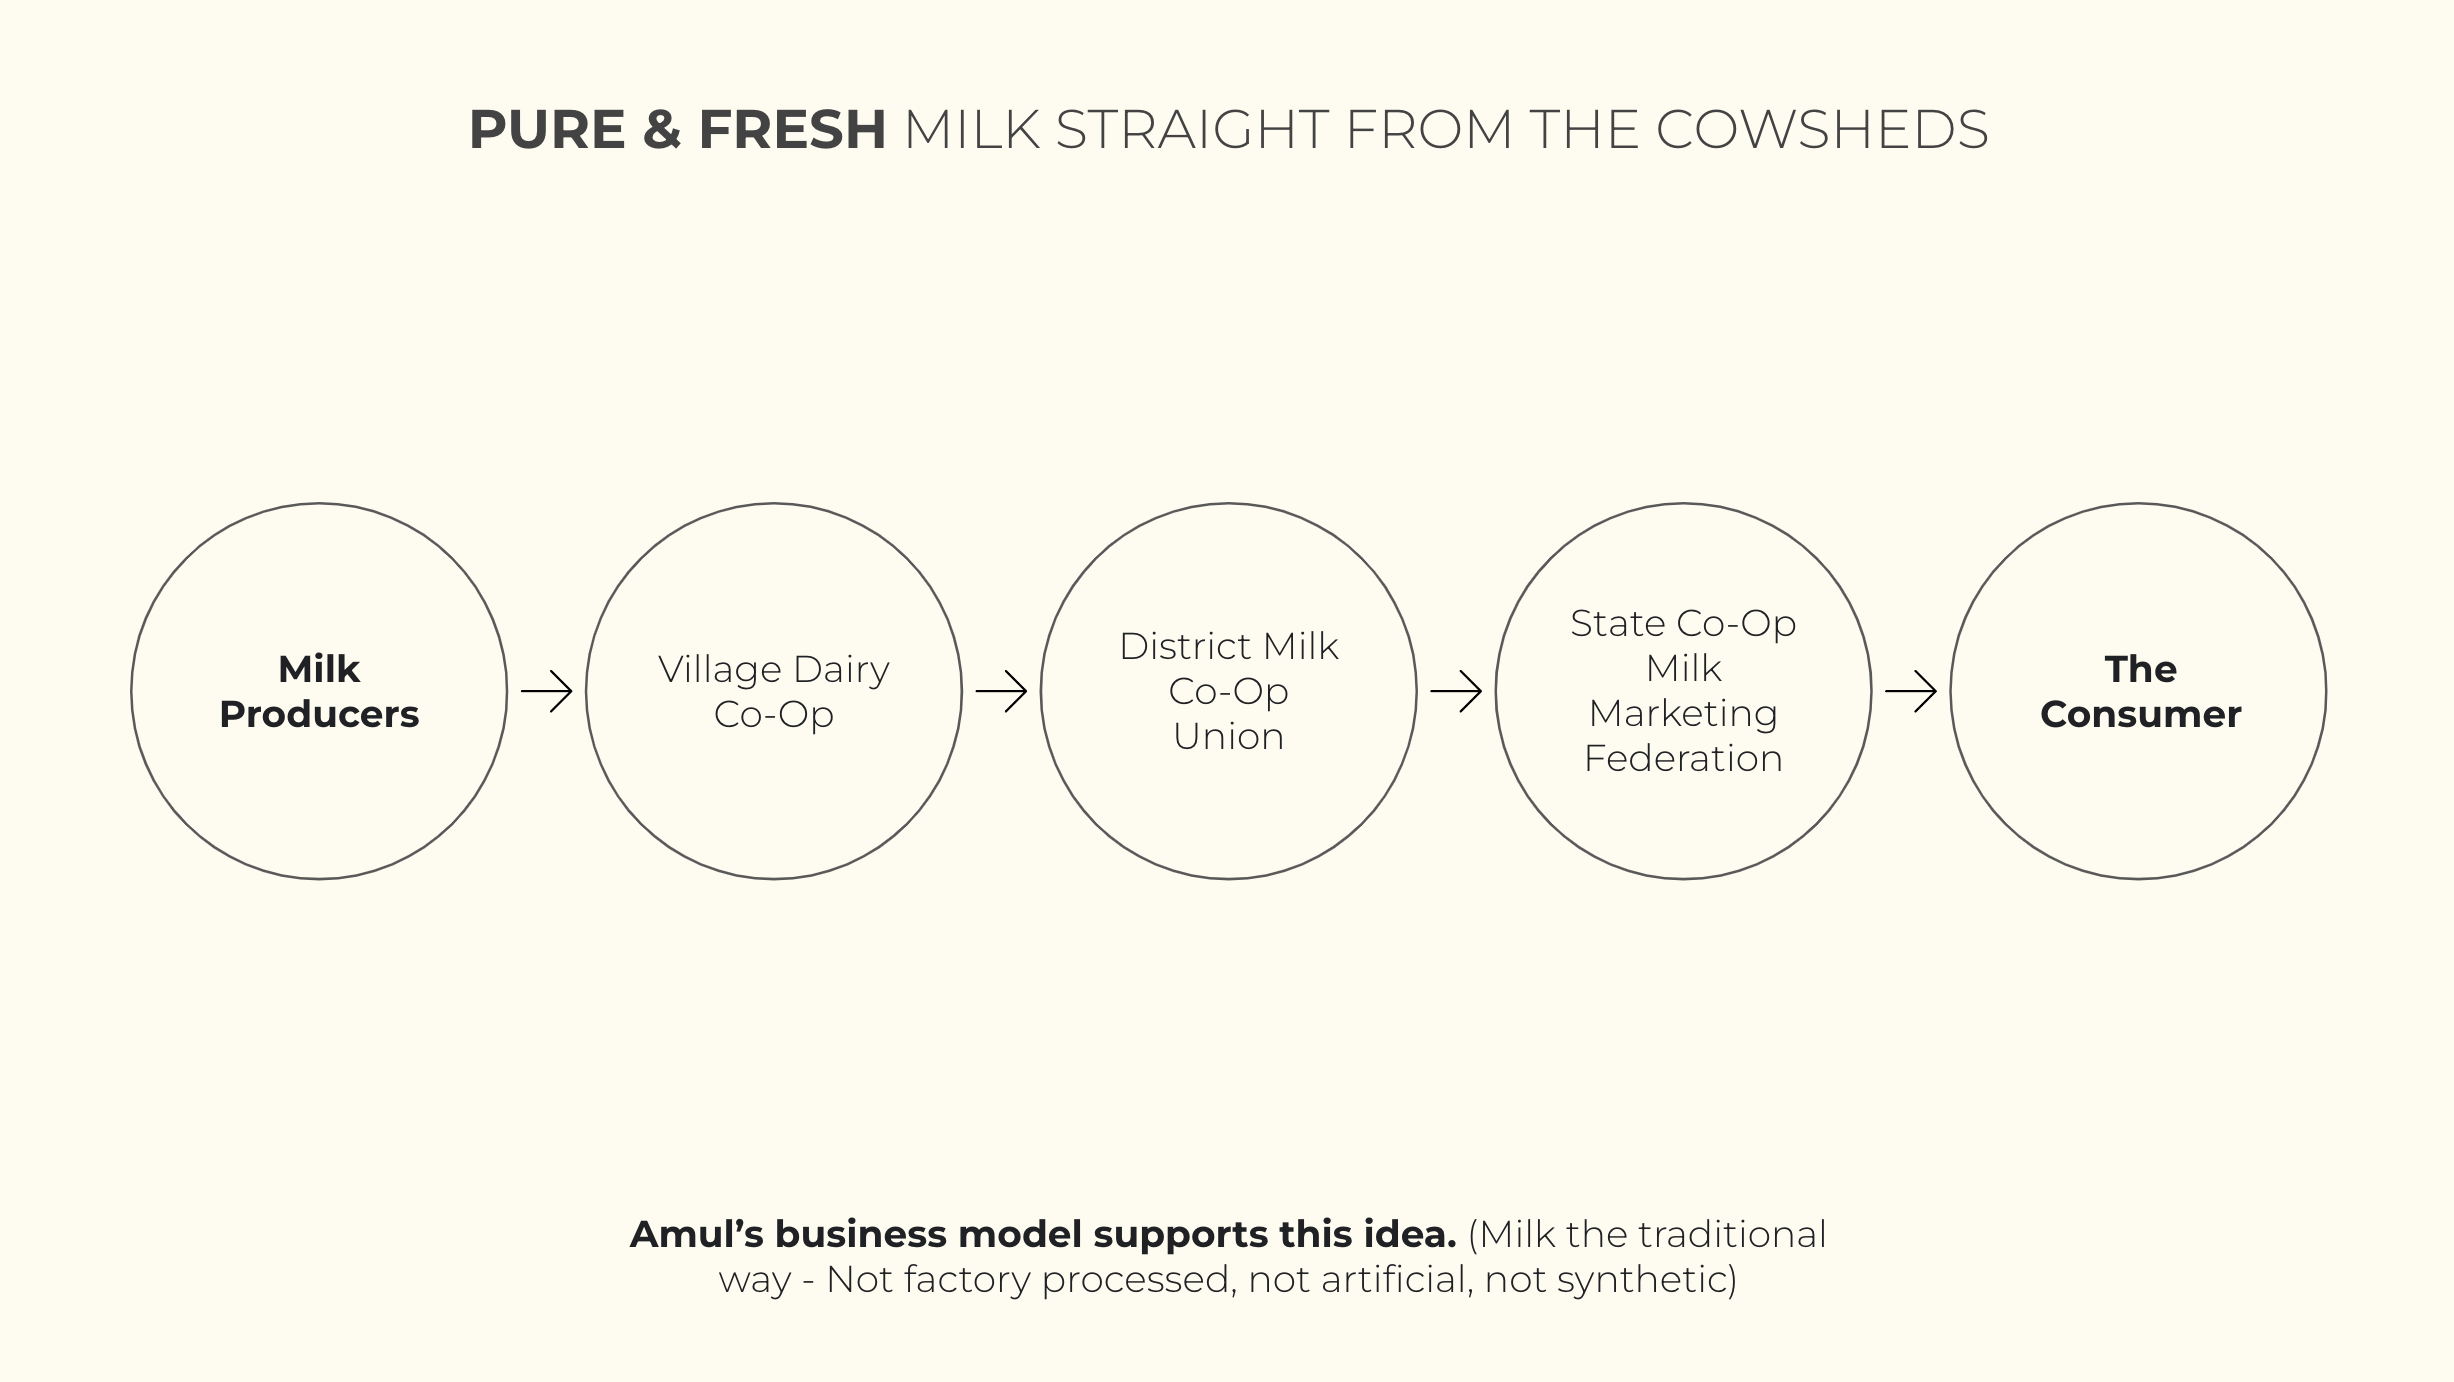 PURE & FRESH MILK STRAIGHT FROM THE COWSHEDS
Milk
Producers
Village Dairy
Co-Op
District Milk
Co-Op
Union
State Co-Op
Milk
Marketing
Federation
The
Consumer
Amul’s business model supports this idea. (Milk the traditional
way - Not factory processed, not artificial, not synthetic)